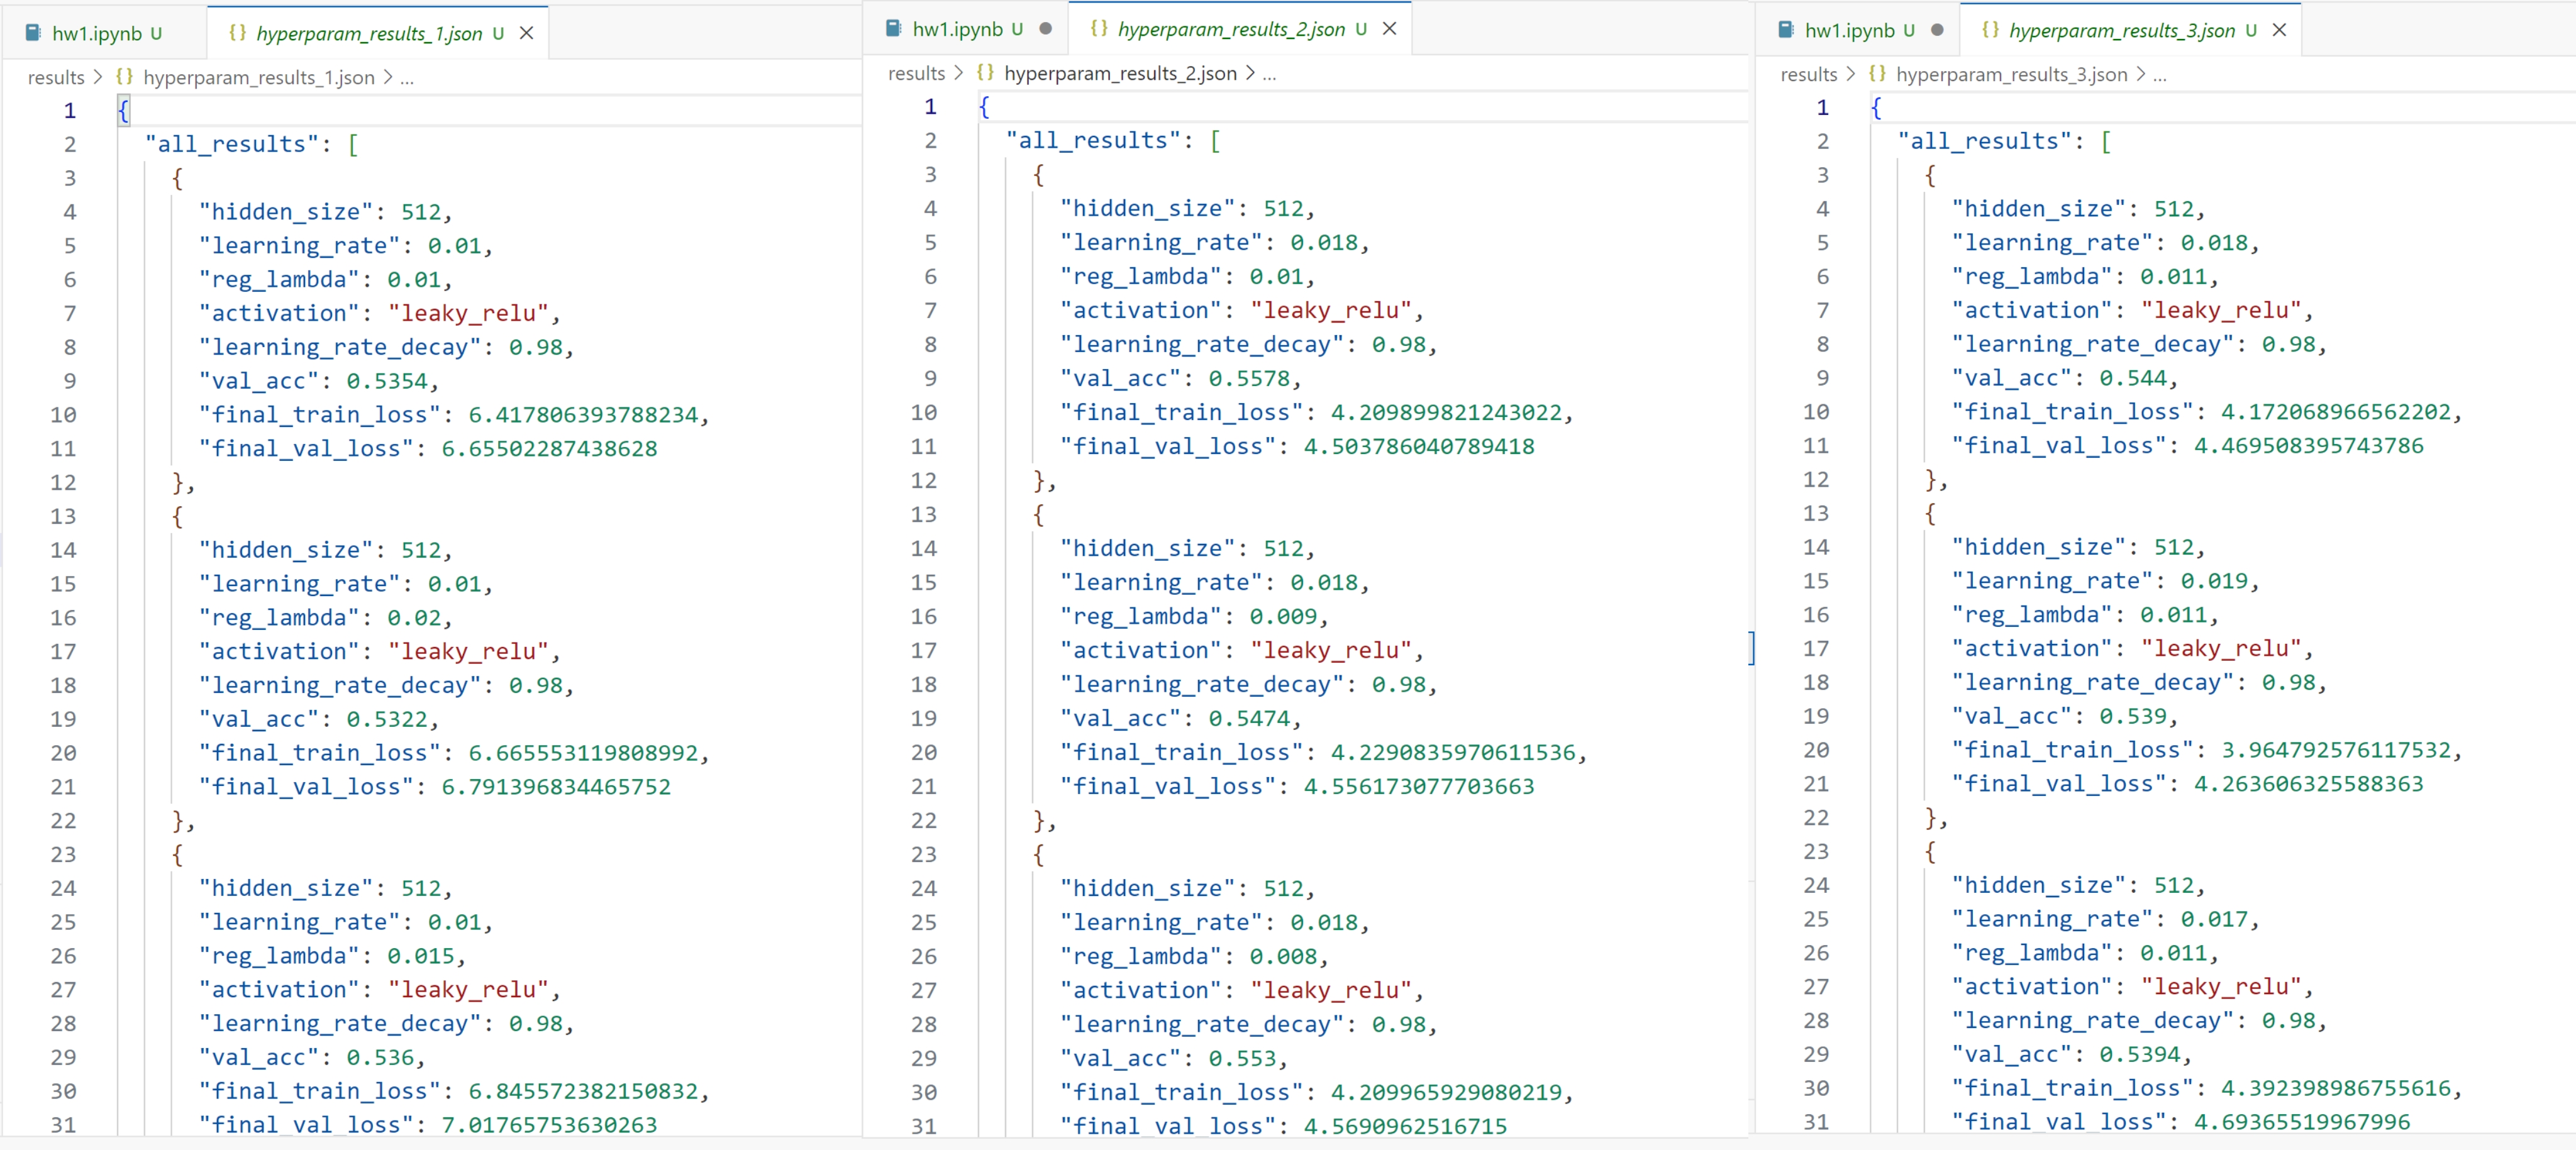 hw1.ipynb U
{} hyperparam_results_1.json U ×
results > {} hyperparam_results_1.json > ...
1 {
2 "all_results": [
3 {
4 "hidden_size": 512,
5 "learning_rate": 0.01,
6 "reg_lambda": 0.01,
7 "activation": "leaky_relu",
8 "learning_rate_decay": 0.98,
9 "val_acc": 0.5354,
10 "final_train_loss": 6.417806393788234,
11 "final_val_loss": 6.65502287438628
12 },
13 {
14 "hidden_size": 512,
15 "learning_rate": 0.01,
16 "reg_lambda": 0.02,
17 "activation": "leaky_relu",
18 "learning_rate_decay": 0.98,
19 "val_acc": 0.5322,
20 "final_train_loss": 6.665553119808992,
21 "final_val_loss": 6.791396834465752
22 },
23 {
24 "hidden_size": 512,
25 "learning_rate": 0.01,
26 "reg_lambda": 0.015,
27 "activation": "leaky_relu",
28 "learning_rate_decay": 0.98,
29 "val_acc": 0.536,
30 "final_train_loss": 6.845572382150832,
31 "final_val_loss": 7.01765753630263
hw1.ipynb U ●
{} hyperparam_results_2.json U ×
results > {} hyperparam_results_2.json > ...
1 {
2 "all_results": [
3 {
4 "hidden_size": 512,
5 "learning_rate": 0.018,
6 "reg_lambda": 0.01,
7 "activation": "leaky_relu",
8 "learning_rate_decay": 0.98,
9 "val_acc": 0.5578,
10 "final_train_loss": 4.209899821243022,
11 "final_val_loss": 4.503786040789418
12 },
13 {
14 "hidden_size": 512,
15 "learning_rate": 0.018,
16 "reg_lambda": 0.009,
17 "activation": "leaky_relu",
18 "learning_rate_decay": 0.98,
19 "val_acc": 0.5474,
20 "final_train_loss": 4.2290835970611536,
21 "final_val_loss": 4.556173077703663
22 },
23 {
24 "hidden_size": 512,
25 "learning_rate": 0.018,
26 "reg_lambda": 0.008,
27 "activation": "leaky_relu",
28 "learning_rate_decay": 0.98,
29 "val_acc": 0.553,
30 "final_train_loss": 4.209965929080219,
31 "final_val_loss": 4.5690962516715
hw1.ipynb U ●
{} hyperparam_results_3.json U ×
results > {} hyperparam_results_3.json > ...
1 {
2 "all_results": [
3 {
4 "hidden_size": 512,
5 "learning_rate": 0.018,
6 "reg_lambda": 0.011,
7 "activation": "leaky_relu",
8 "learning_rate_decay": 0.98,
9 "val_acc": 0.544,
10 "final_train_loss": 4.172068966562202,
11 "final_val_loss": 4.469508395743786
12 },
13 {
14 "hidden_size": 512,
15 "learning_rate": 0.019,
16 "reg_lambda": 0.011,
17 "activation": "leaky_relu",
18 "learning_rate_decay": 0.98,
19 "val_acc": 0.539,
20 "final_train_loss": 3.964792576117532,
21 "final_val_loss": 4.263606325588363
22 },
23 {
24 "hidden_size": 512,
25 "learning_rate": 0.017,
26 "reg_lambda": 0.011,
27 "activation": "leaky_relu",
28 "learning_rate_decay": 0.98,
29 "val_acc": 0.5394,
30 "final_train_loss": 4.392398986755616,
31 "final_val_loss": 4.69365519967996